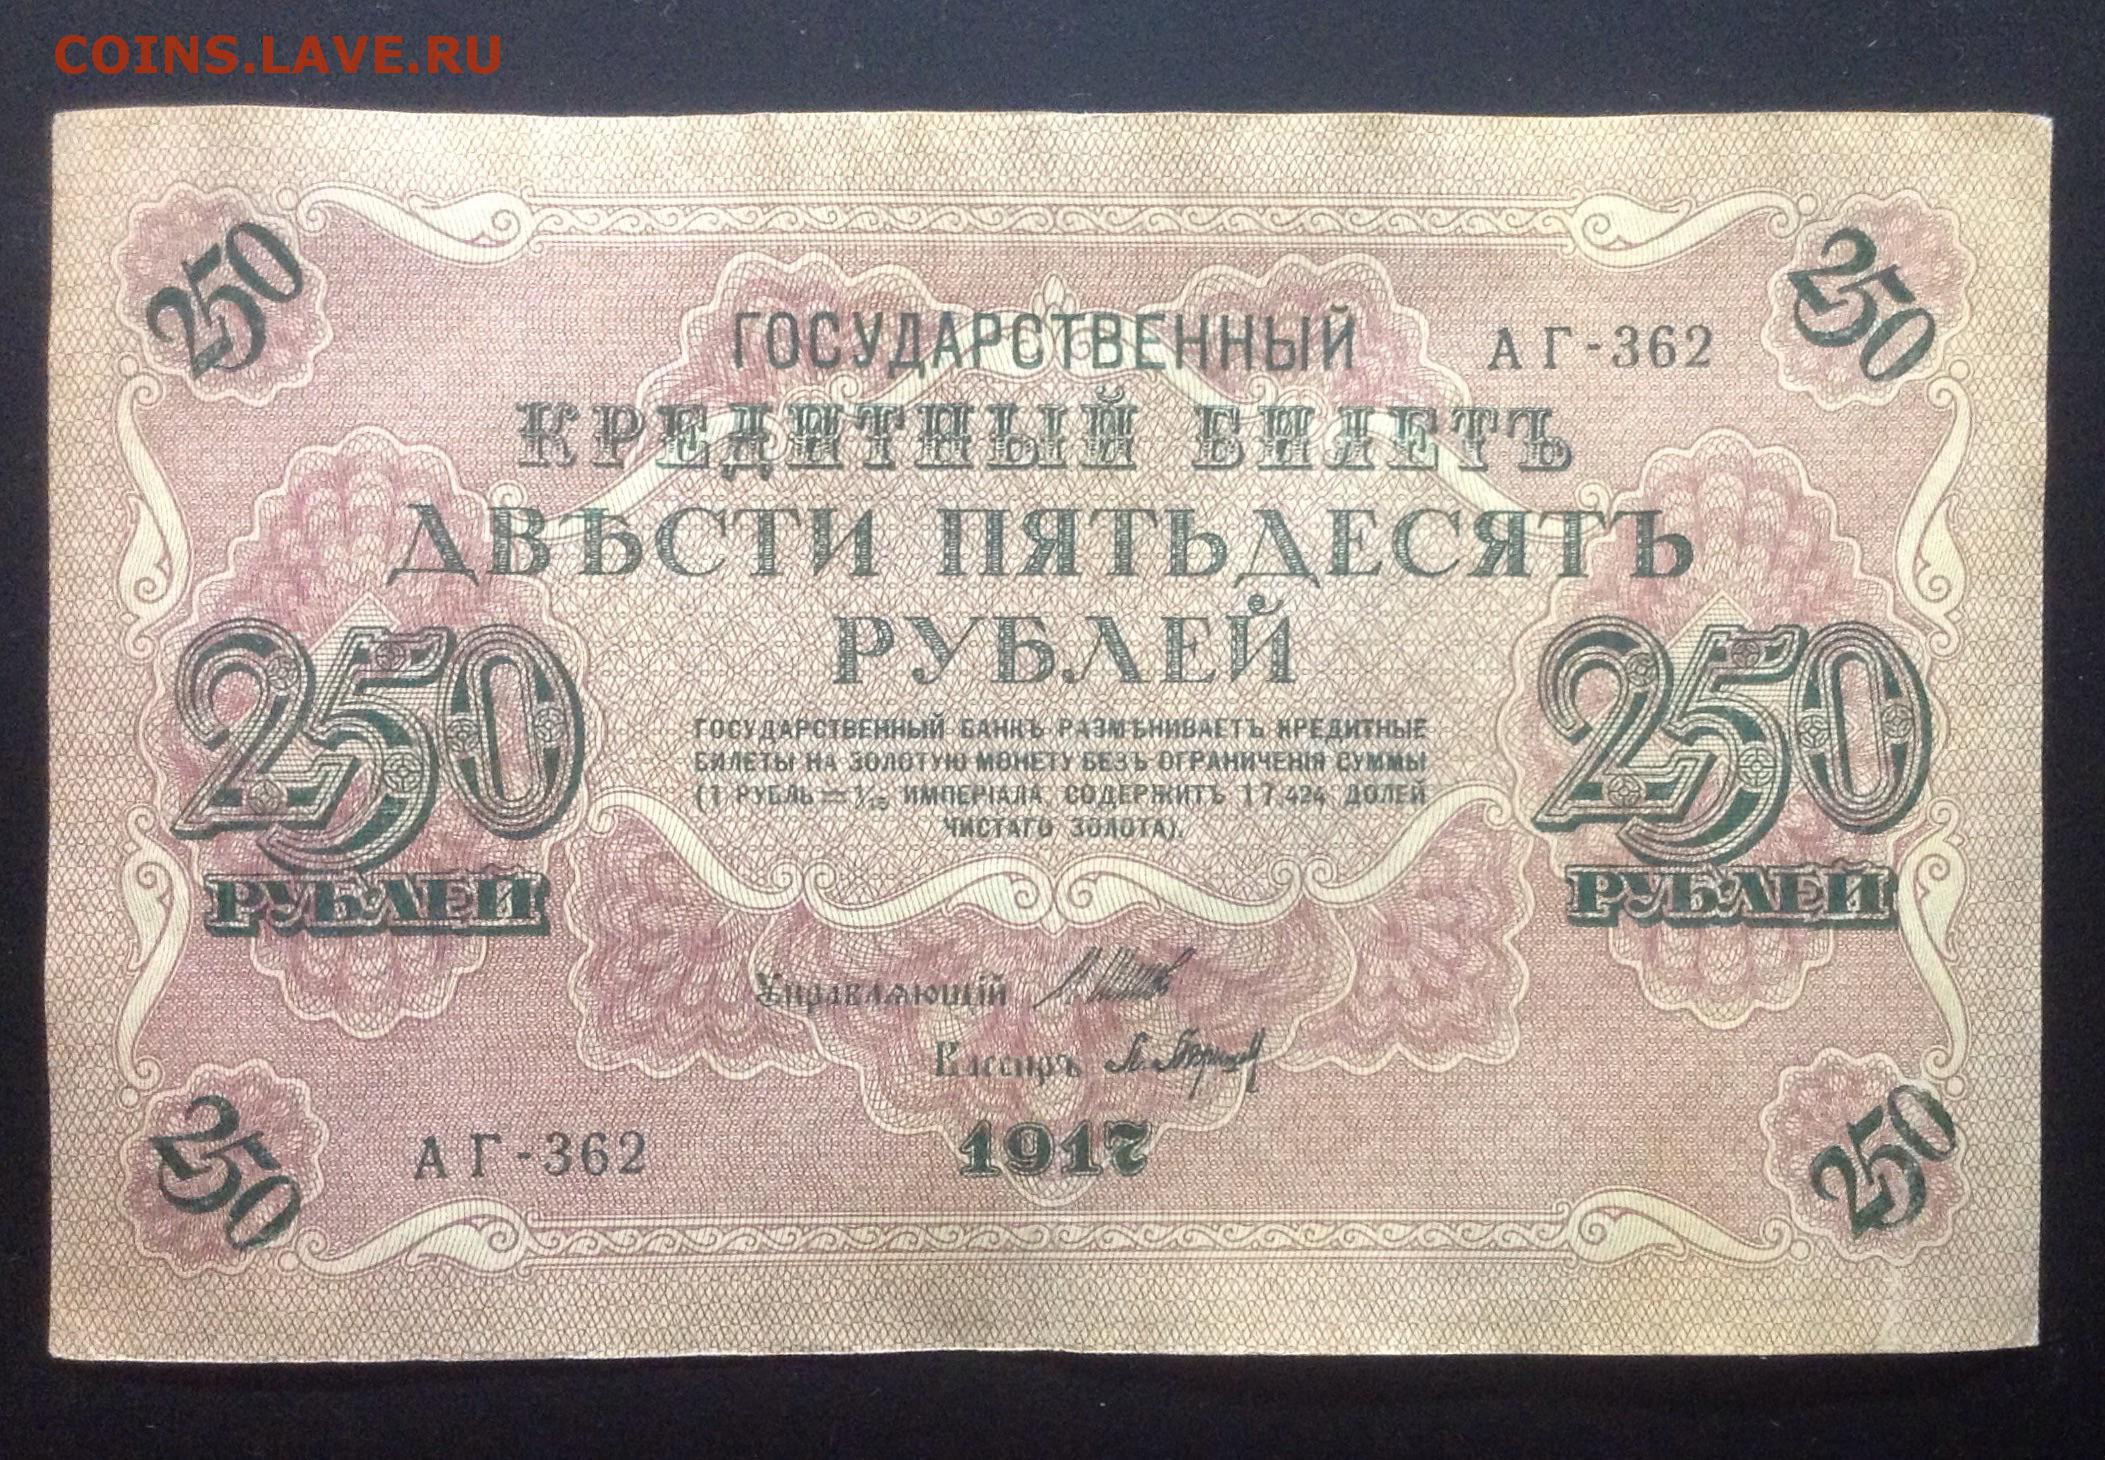 COINS.LAVE.RU
250
250
ГОСУДАРСТВЕННЫЙ
АГ-362
КРЕДИТНЫЙ БИЛЕТЪ
ДВѢСТИ ПЯТЬДЕСЯТЪ
РУБЛЕЙ
250
250
РУБЛЕЙ
РУБЛЕЙ
ГОСУДАРСТВЕННЫЙ БАНКЪ РАЗМѢНИВАЕТЪ КРЕДИТНЫЕ
БИЛЕТЫ НА ЗОЛОТУЮ МОНЕТУ БЕЗЪ ОГРАНИЧЕНІЯ СУММЫ
(1 РУБЛЬ = 1/15 ИМПЕРІАЛА, СОДЕРЖИТЪ 17,424 ДОЛЕЙ
ЧИСТАГО ЗОЛОТА).
Управляющій
Кассиръ
АГ-362
1917
250
250